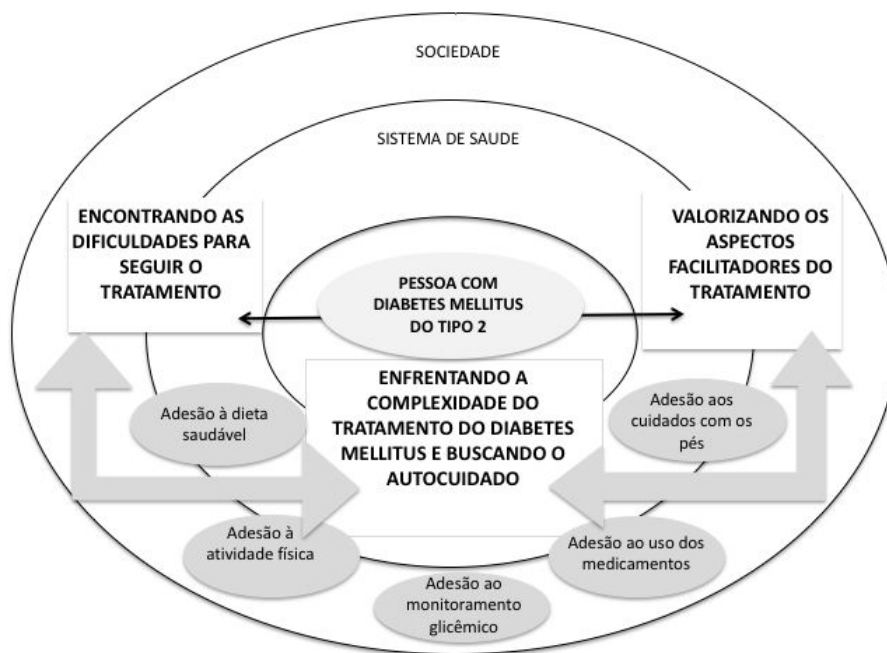 SOCIEDADE
SISTEMA DE SAUDE
ENCONTRANDO AS
DIFICULDADES PARA
SEGUIR O
TRATAMENTO
VALORIZANDO OS
ASPECTOS
FACILITADORES DO
TRATAMENTO
PESSOA COM
DIABETES MELLITUS
DO TIPO 2
ENFRENTANDO A
COMPLEXIDADE DO
TRATAMENTO DO DIABETES
MELLITUS E BUSCANDO O
AUTOCUIDADO
Adesão à dieta
saudável
Adesão aos
cuidados com os
pés
Adesão à
atividade física
Adesão ao uso dos
medicamentos
Adesão ao
monitoramento
glicêmico